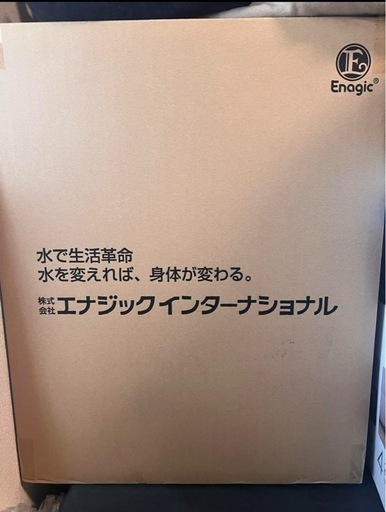 E
Enagic®
水で生活革命
水を変えれば、身体が変わる。
株式会社エナジックインターナショナル